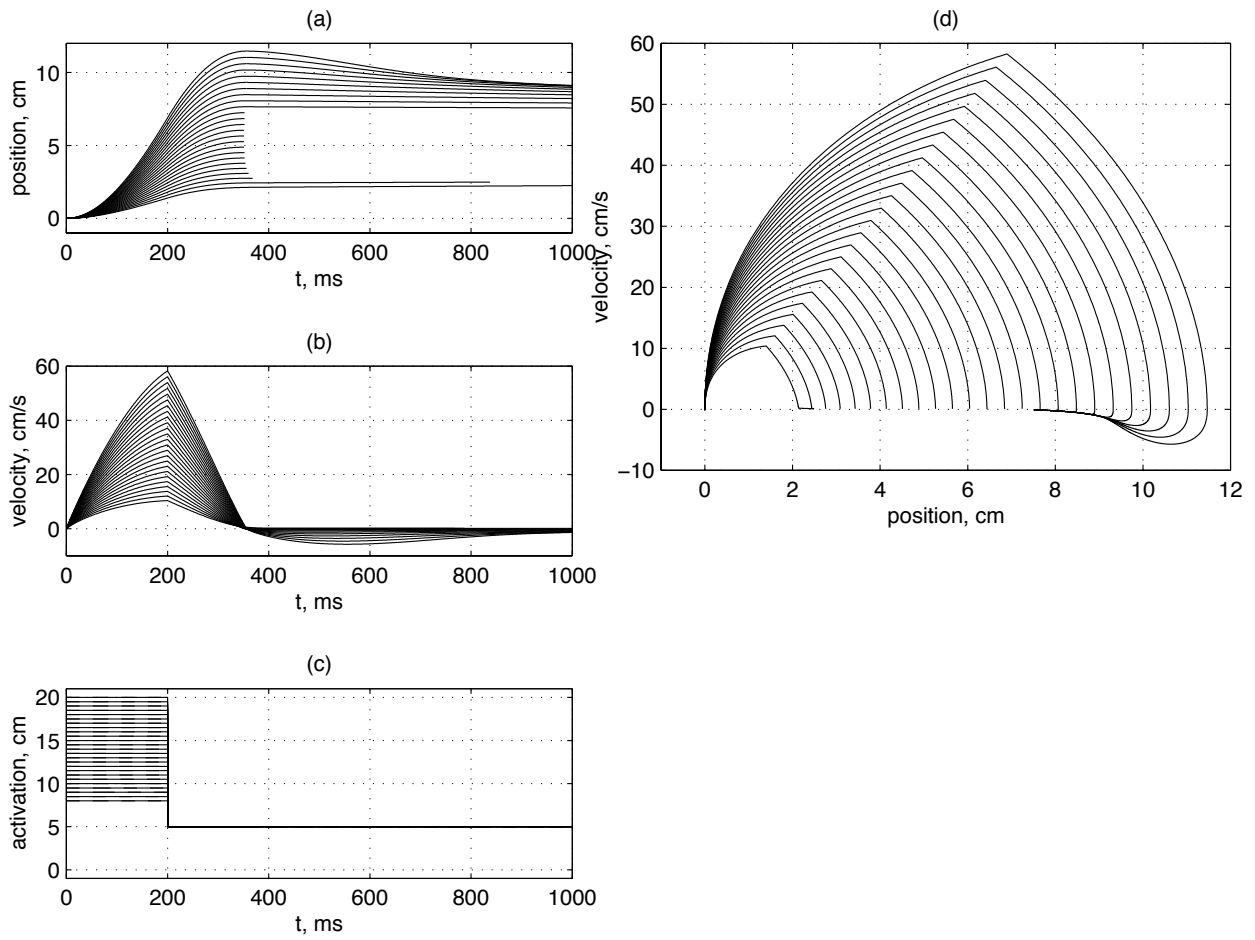 (a)
10
5
0
position, cm
0 200 400 600 800 1000
t, ms
(b)
60
40
20
0
velocity, cm/s
0 200 400 600 800 1000
t, ms
(c)
20
15
10
5
0
activation, cm
0 200 400 600 800 1000
t, ms
(d)
60
50
40
30
20
10
0
−10
velocity, cm/s
0 2 4 6 8 10 12
position, cm